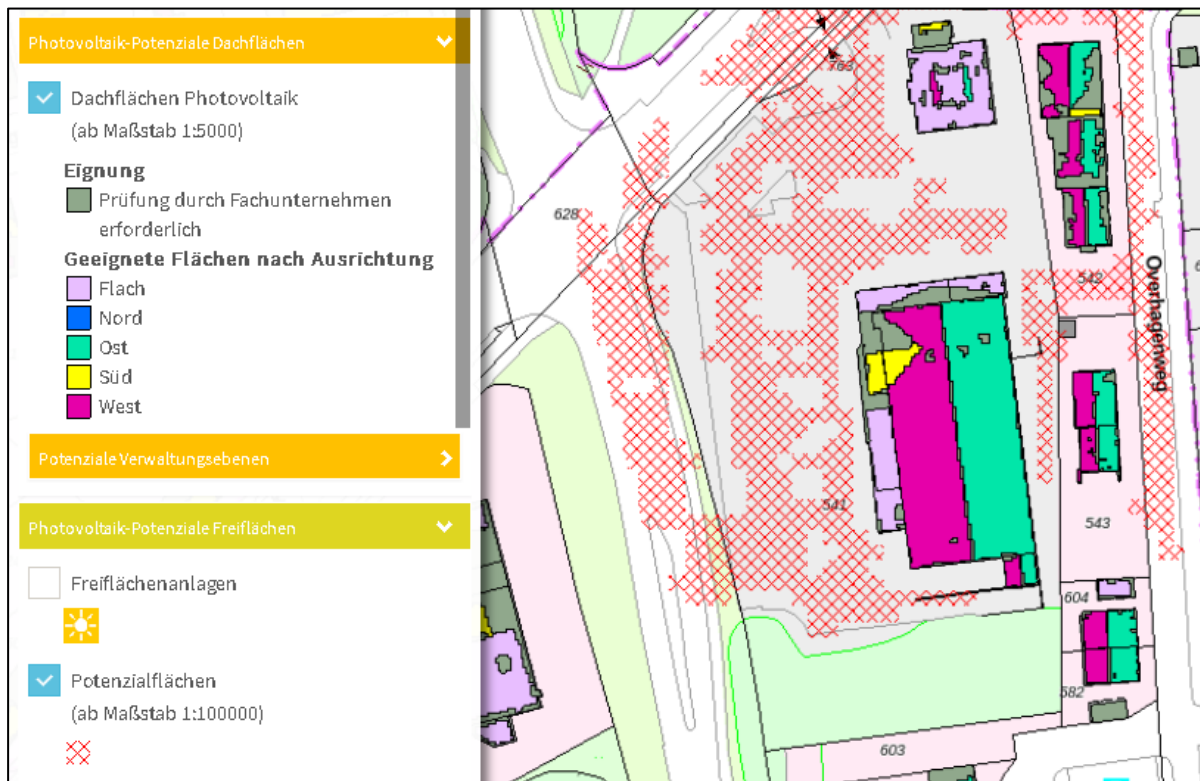 Photovoltaik-Potenziale Dachflächen
Dachflächen Photovoltaik
(ab Maßstab 1:5000)
Eignung
Prüfung durch Fachunternehmen
erforderlich
Geeignete Flächen nach Ausrichtung
Flach
Nord
Ost
Süd
West
Potenziale Verwaltungsebenen
Photovoltaik-Potenziale Freiflächen
Freiflächenanlagen
Potenzialflächen
(ab Maßstab 1:100000)
763
628
542
Overhagenweg
541
543
604
582
603